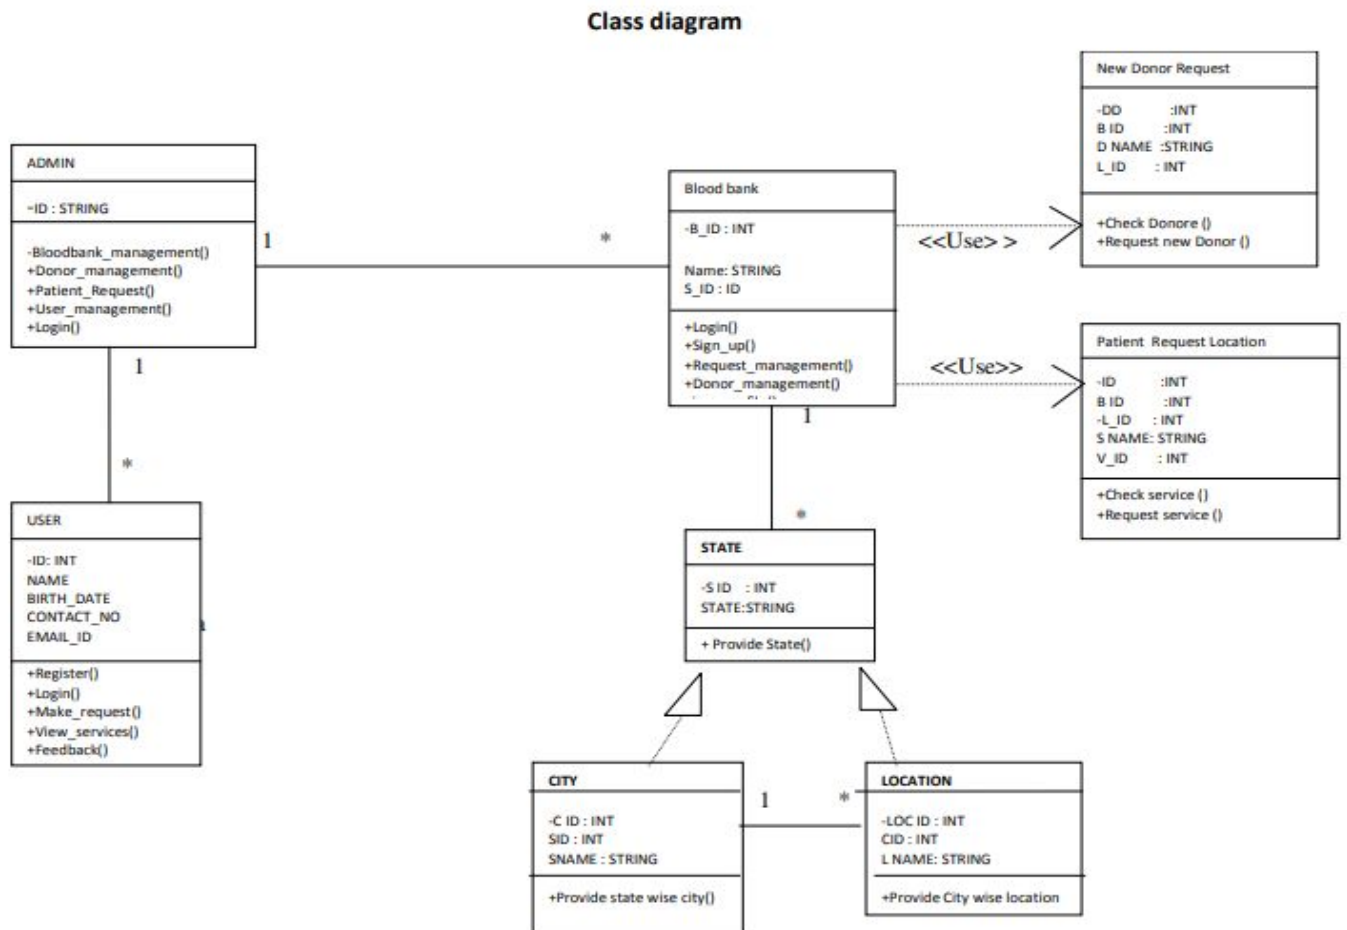 Class diagram
New Donor Request
-DD :INT
B ID :INT
D NAME :STRING
L_ID : INT
+Check Donore ()
+Request new Donor ()
ADMIN
-ID : STRING
-Bloodbank_management()
+Donor_management()
+Patient_Request()
+User_management()
+Login()
1
*
Blood bank
-B_ID : INT
Name: STRING
S_ID : ID
+Login()
+Sign_up()
+Request_management()
+Donor_management()
<<Use> >
<<Use>>
Patient Request Location
-ID :INT
B ID :INT
-L_ID : INT
S NAME: STRING
V_ID : INT
+Check service ()
+Request service ()
1
*
1
*
USER
-ID: INT
NAME
BIRTH_DATE
CONTACT_NO
EMAIL_ID
+Register()
+Login()
+Make_request()
+View_services()
+Feedback()
STATE
-S ID : INT
STATE:STRING
+ Provide State()
CITY
-C ID : INT
SID : INT
SNAME : STRING
+Provide state wise city()
1
*
LOCATION
-LOC ID : INT
CID : INT
L NAME: STRING
+Provide City wise location